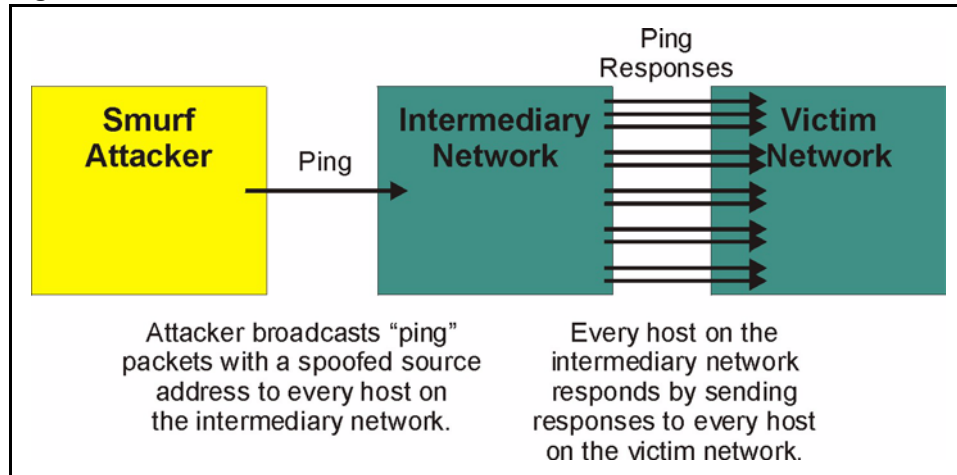 Smurf
Attacker
Ping
Intermediary
Network
Ping
Responses
Victim
Network
Attacker broadcasts “ping”
packets with a spoofed source
address to every host on
the intermediary network.
Every host on the
intermediary network
responds by sending
responses to every host
on the victim network.